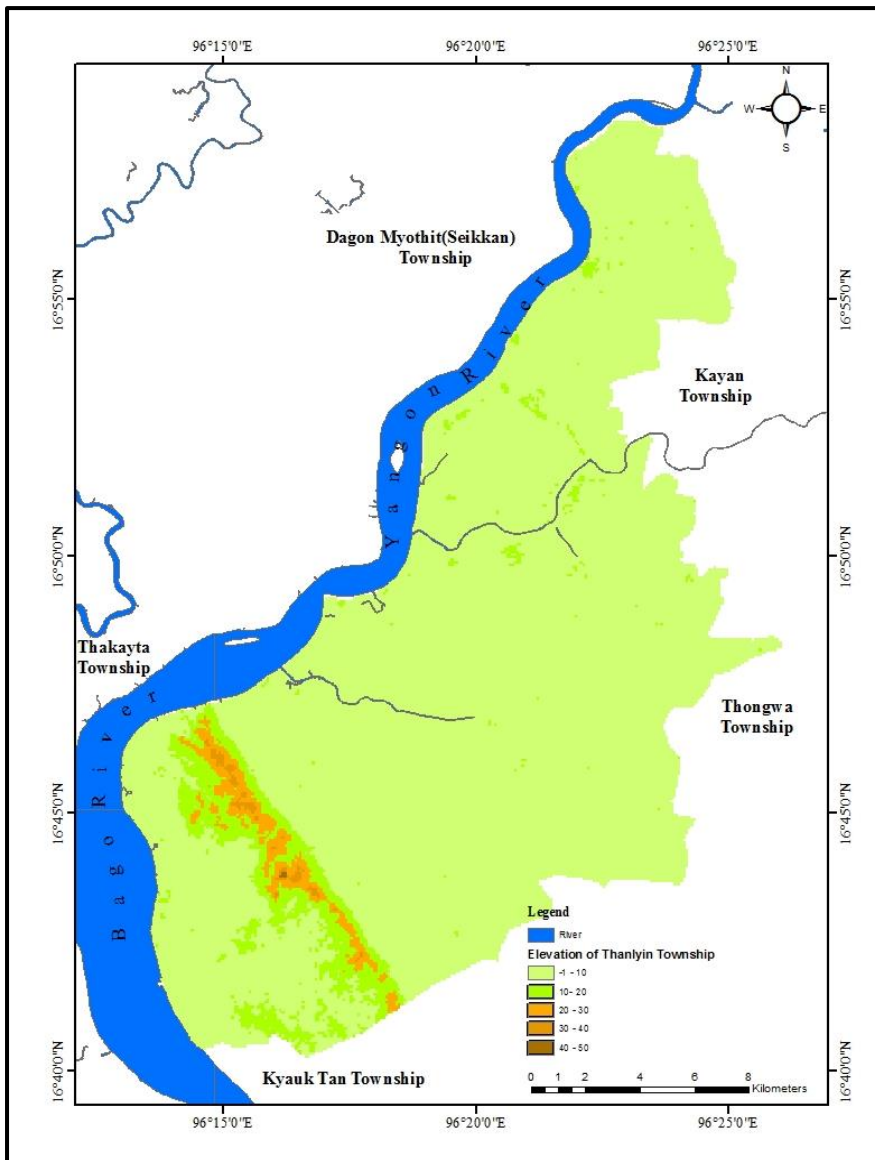 96°15'0"E 96°20'0"E 96°25'0"E
N
W E
S
Dagon Myothit(Seikkan)
Township
16°55'0"N 16°55'0"N
Yangon River
Kayan
Township
16°50'0"N 16°50'0"N
Thakayta
Township
Thongwa
Township
Bago River
16°45'0"N 16°45'0"N
Legend
River
Elevation of Thanlyin Township
-1 - 10
10 - 20
20 - 30
30 - 40
40 - 50
16°40'0"N 16°40'0"N
Kyauk Tan Township
0 1 2 4 6 8
Kilometers
96°15'0"E 96°20'0"E 96°25'0"E